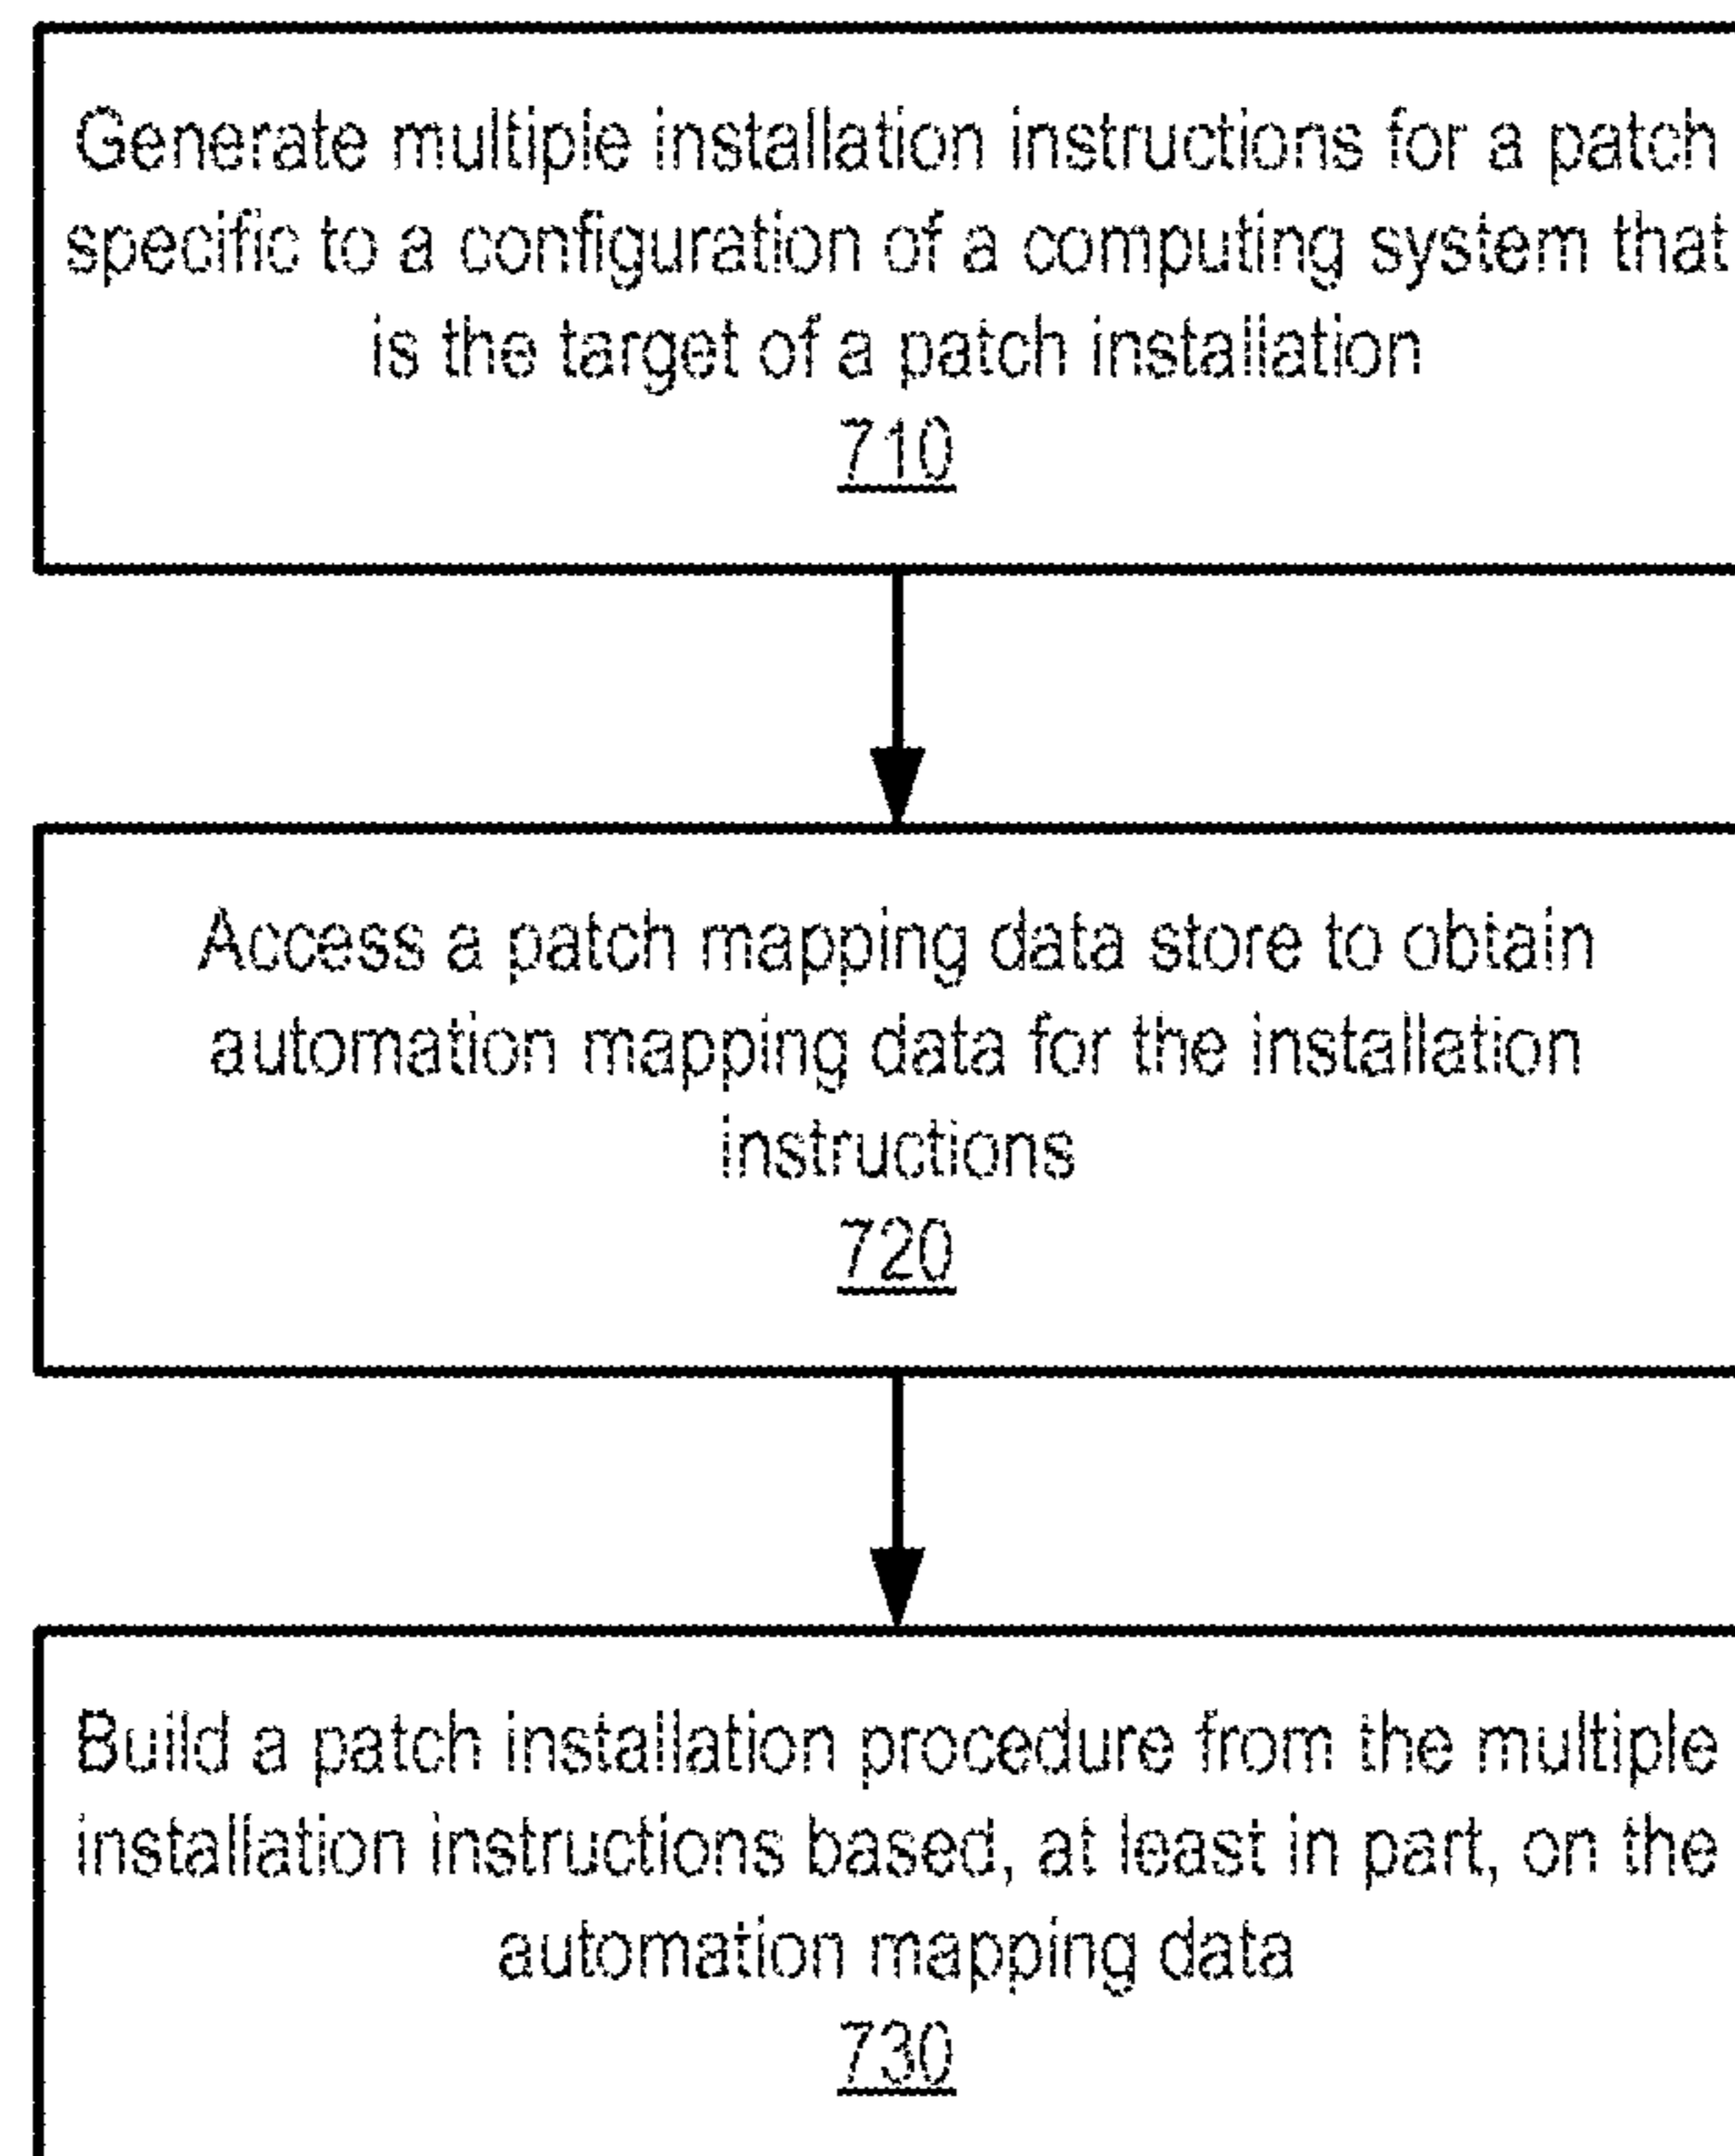 Generate multiple installation instructions for a patch
specific to a configuration of a computing system that
is the target of a patch installation
710
Access a patch mapping data store to obtain
automation mapping data for the installation
instructions
720
Build a patch installation procedure from the multiple
installation instructions based, at least in part, on the
automation mapping data
730